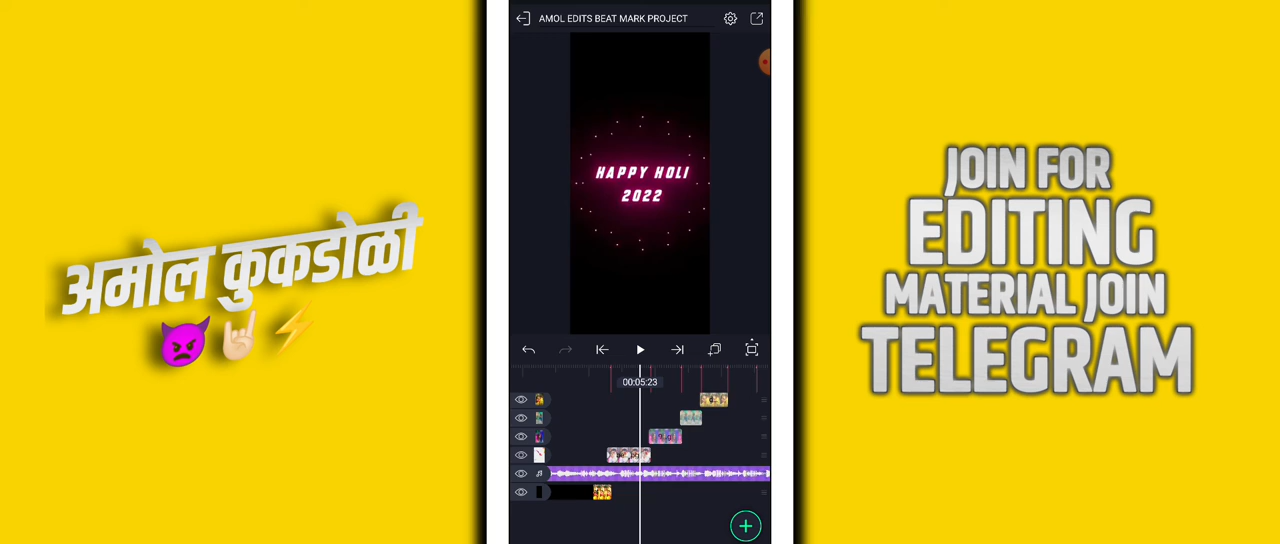 AMOL EDITS BEAT MARK PROJECT
HAPPY HOLI
2022
अमोल कुकडोळी
JOIN FOR
EDITING
MATERIAL JOIN
TELEGRAM
00:05:23